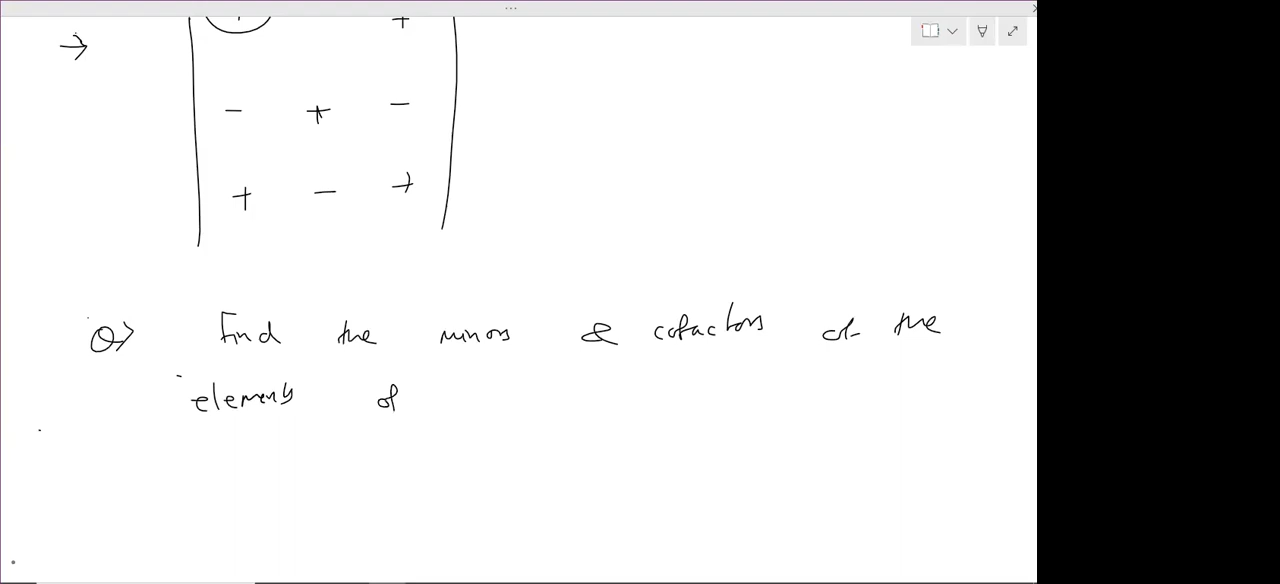 +
→
- + -
+ - +
Q> Find the minors & cofactors of the
elements of